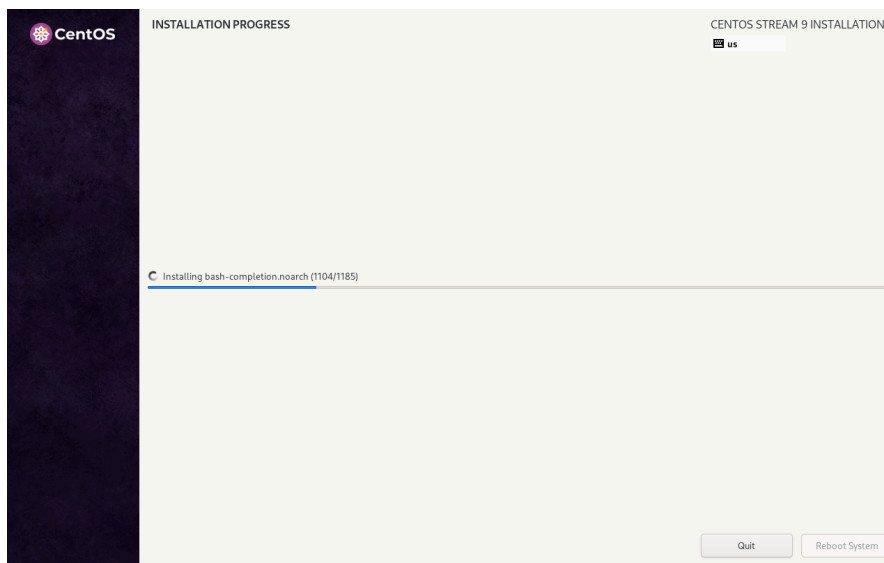 CentOS
INSTALLATION PROGRESS
CENTOS STREAM 9 INSTALLATION
us
Installing bash-completion.noarch (1104/1185)
Quit
Reboot System